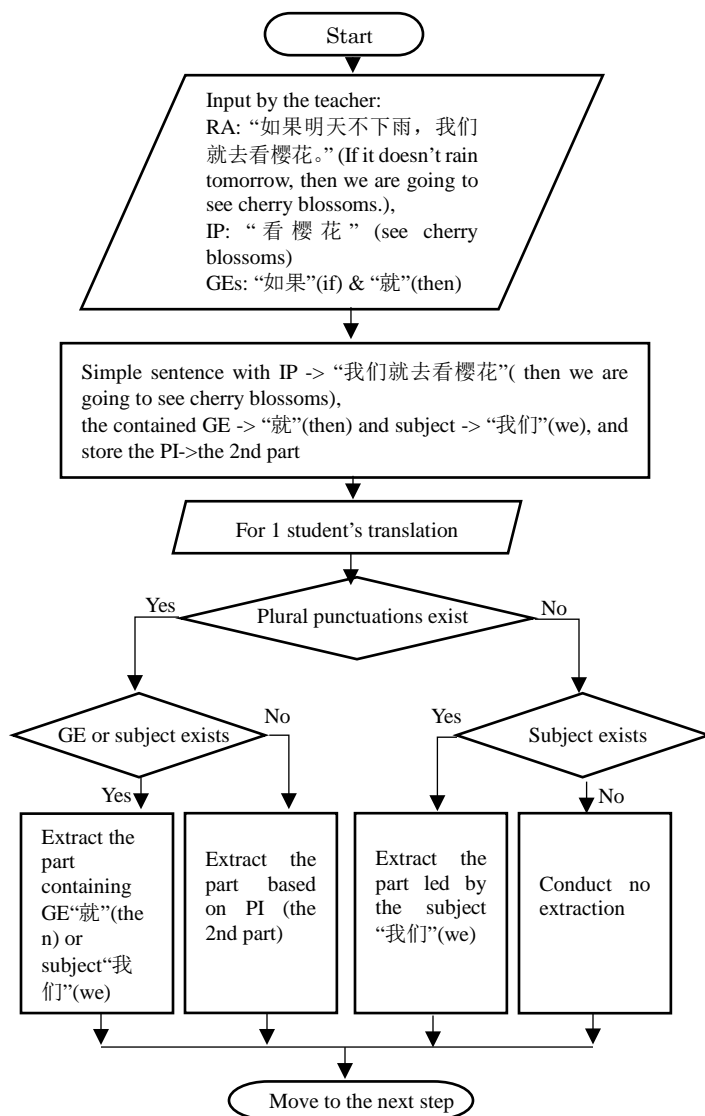 Start
Input by the teacher:
RA: “如果明天不下雨，我们
就去看樱花。” (If it doesn’t rain
tomorrow, then we are going to
see cherry blossoms.),
IP: “看樱花” (see cherry
blossoms)
GEs: “如果”(if) & “就”(then)
Simple sentence with IP -> “我们就去看樱花”( then we are
going to see cherry blossoms),
the contained GE -> “就”(then) and subject -> “我们”(we), and
store the PI->the 2nd part
For 1 student’s translation
Plural punctuations exist
Yes
No
GE or subject exists
No
Yes
Yes
Subject exists
No
Extract the
part
containing
GE“就”(the
n) or
subject“我
们”(we)
Extract the
part based
on PI (the
2nd part)
Extract the
part led by
the subject
“我们”(we)
Conduct no
extraction
Move to the next step